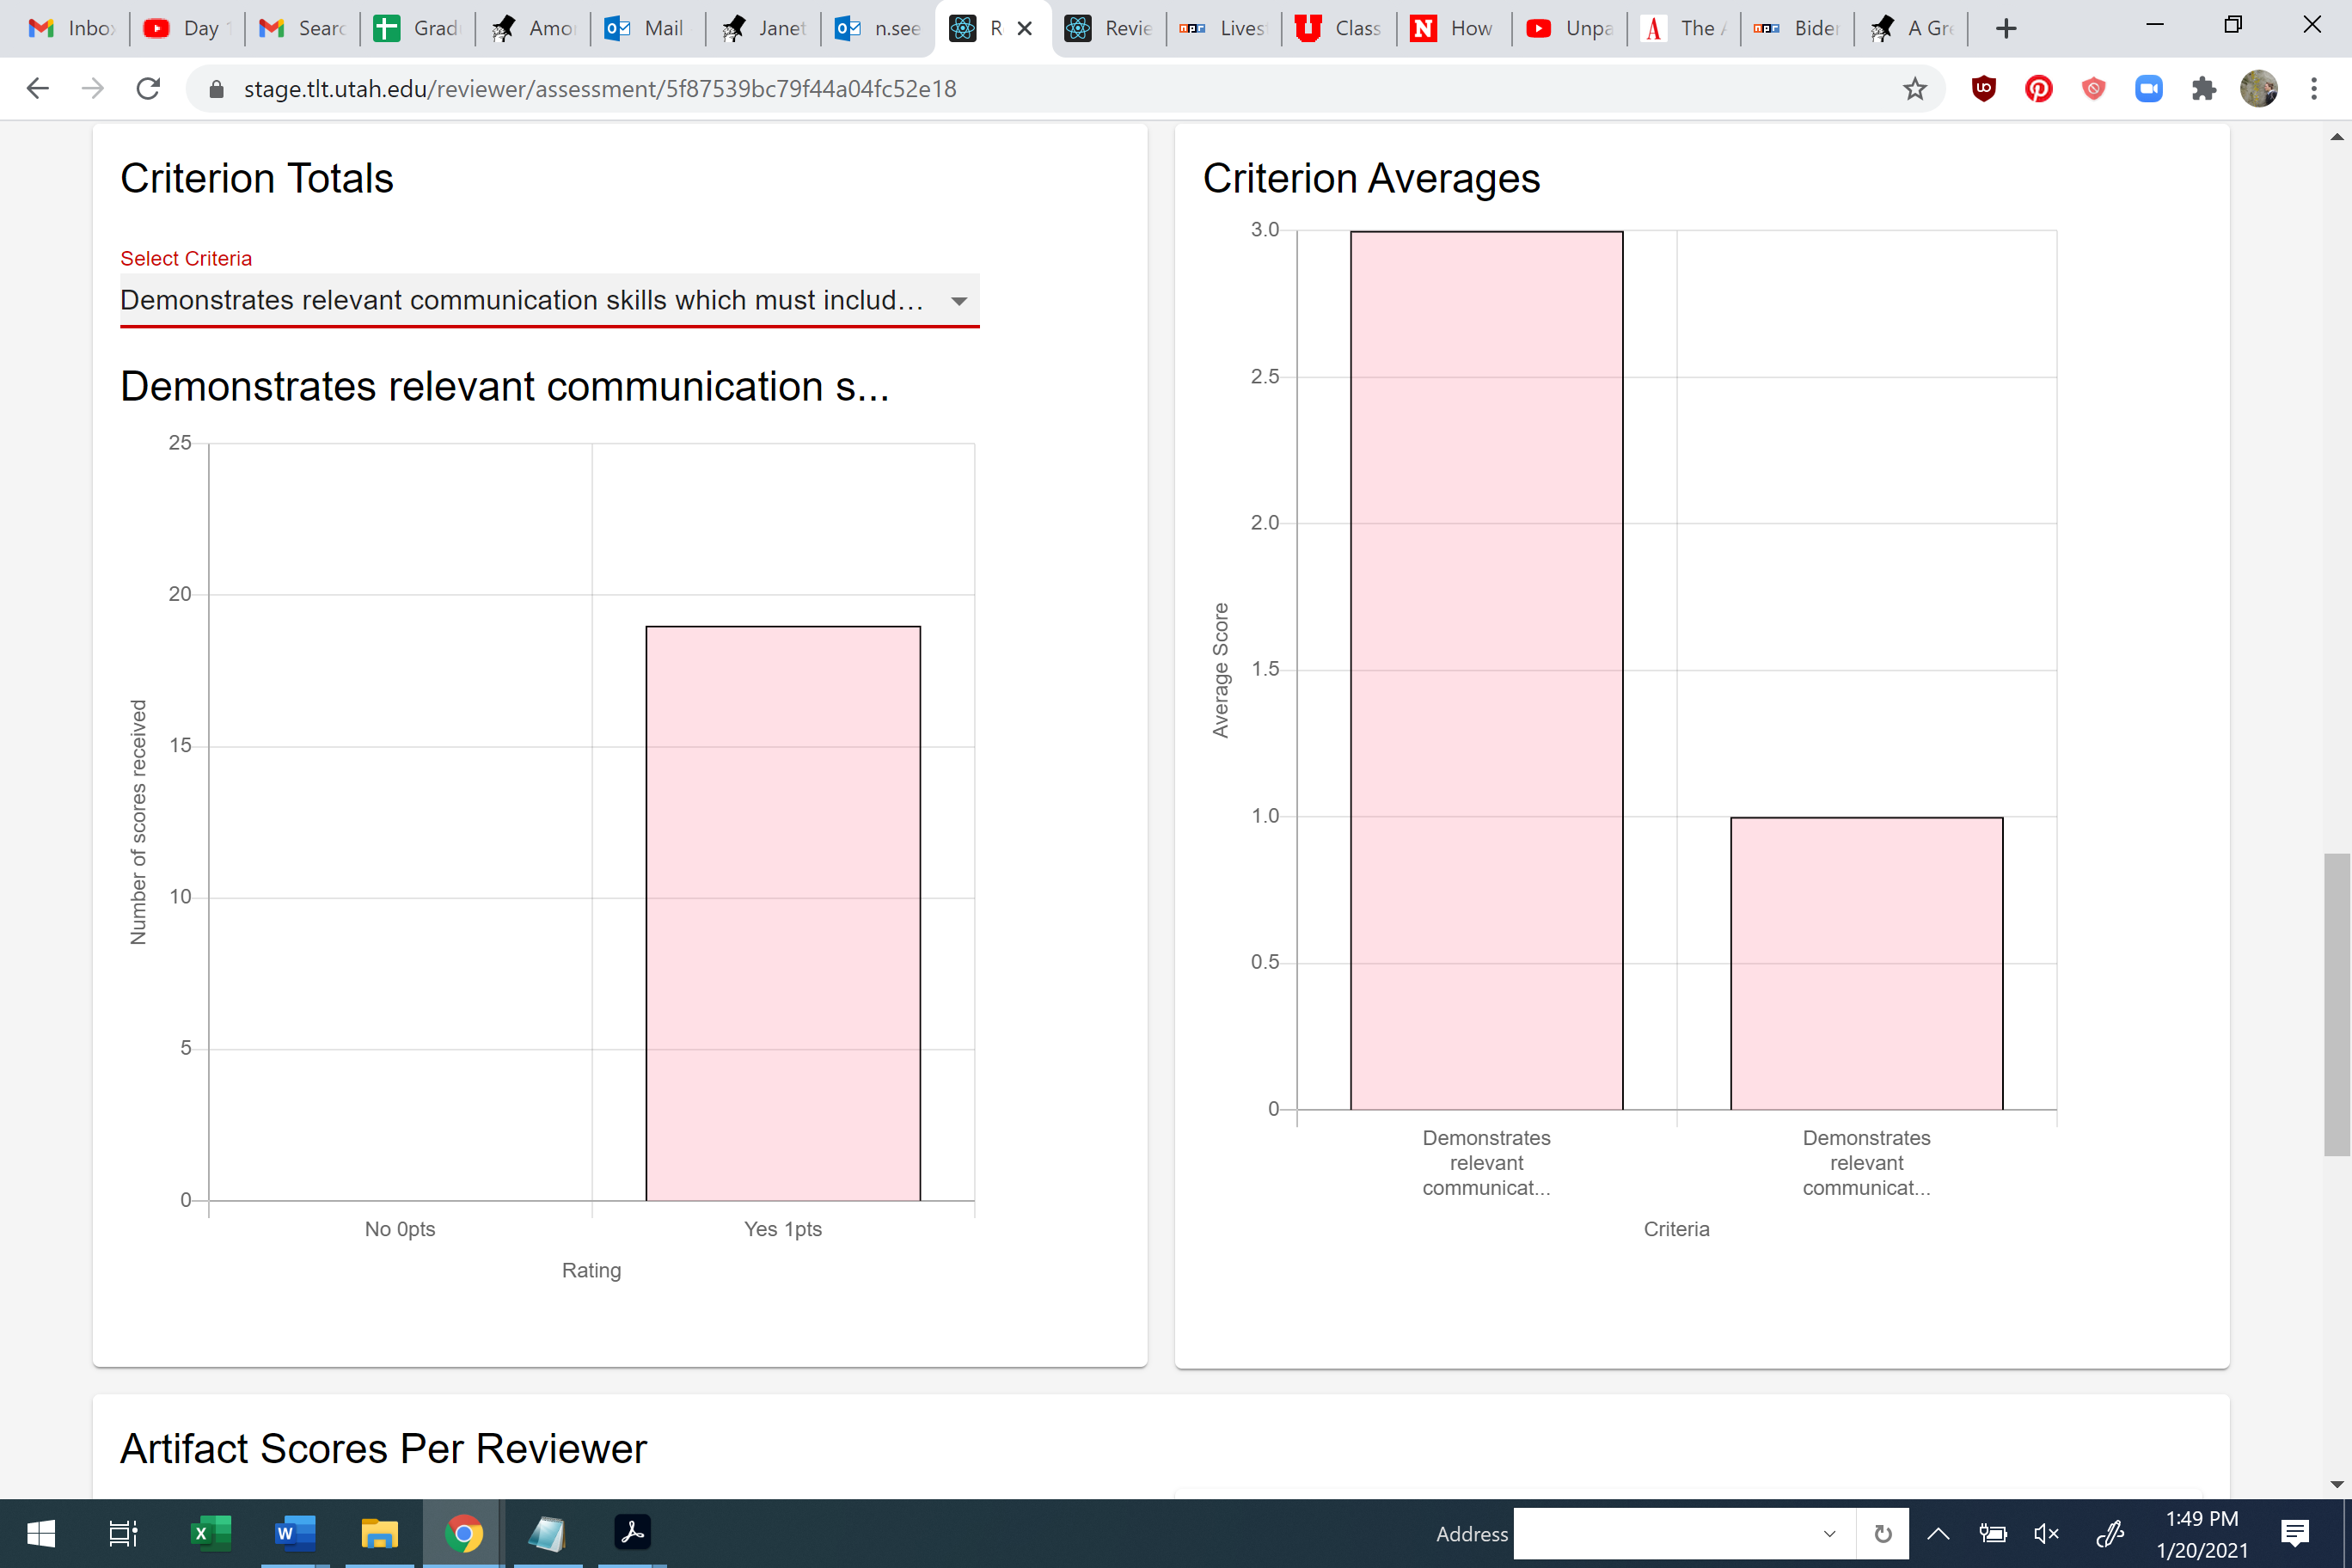 Inbo
Day 1
Searc
Gradi
Amo
Mail
Janet
n.see
R
Revie
Lives
Class
How
Unpa
The A
Bider
A Gre
stage.tlt.utah.edu/reviewer/assessment/5f87539bc79f44a04fc52e18
Criterion Totals
Select Criteria
Demonstrates relevant communication skills which must includ...
Demonstrates relevant communication s...
25
20
15
10
5
0
Number of scores received
No 0pts
Yes 1pts
Rating
Criterion Averages
3.0
2.5
2.0
1.5
1.0
0.5
0
Average Score
Demonstrates
relevant
communicat...
Demonstrates
relevant
communicat...
Criteria
Artifact Scores Per Reviewer
Address
1:49 PM
1/20/2021